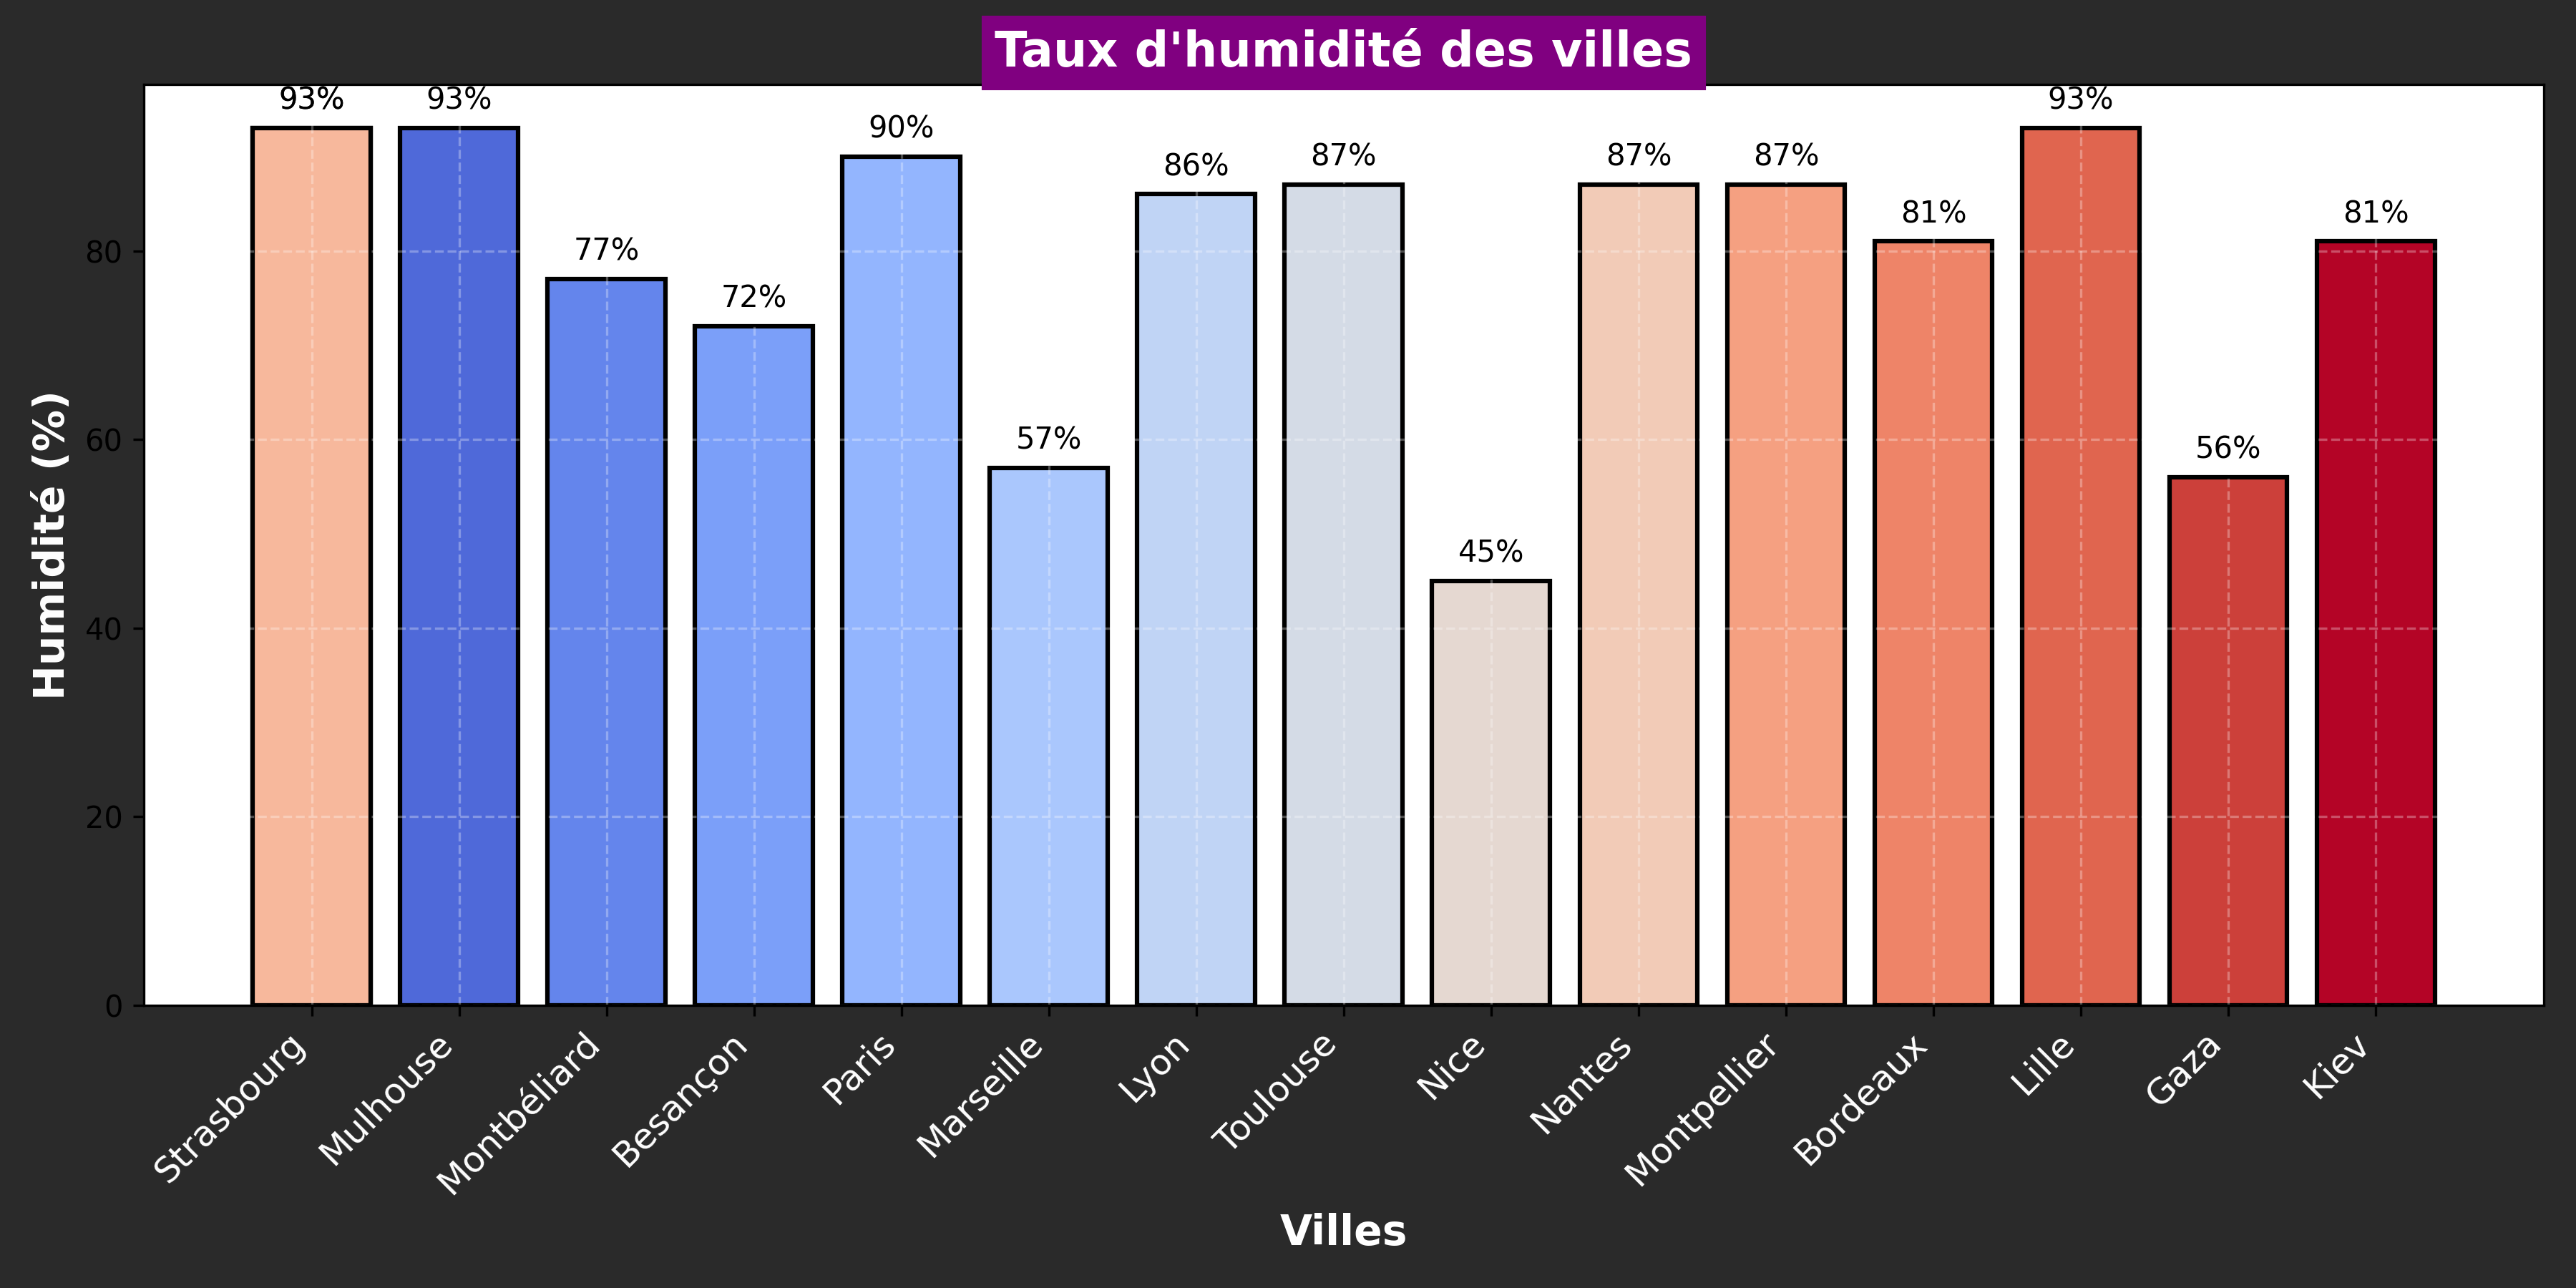 Taux d'humidité des villes
93%
93%
77%
72%
90%
57%
86%
87%
45%
87%
87%
81%
93%
56%
81%
Humidité (%)
80
60
40
20
0
Strasbourg
Mulhouse
Montbéliard
Besançon
Paris
Marseille
Lyon
Toulouse
Nice
Nantes
Montpellier
Bordeaux
Lille
Gaza
Kiev
Villes